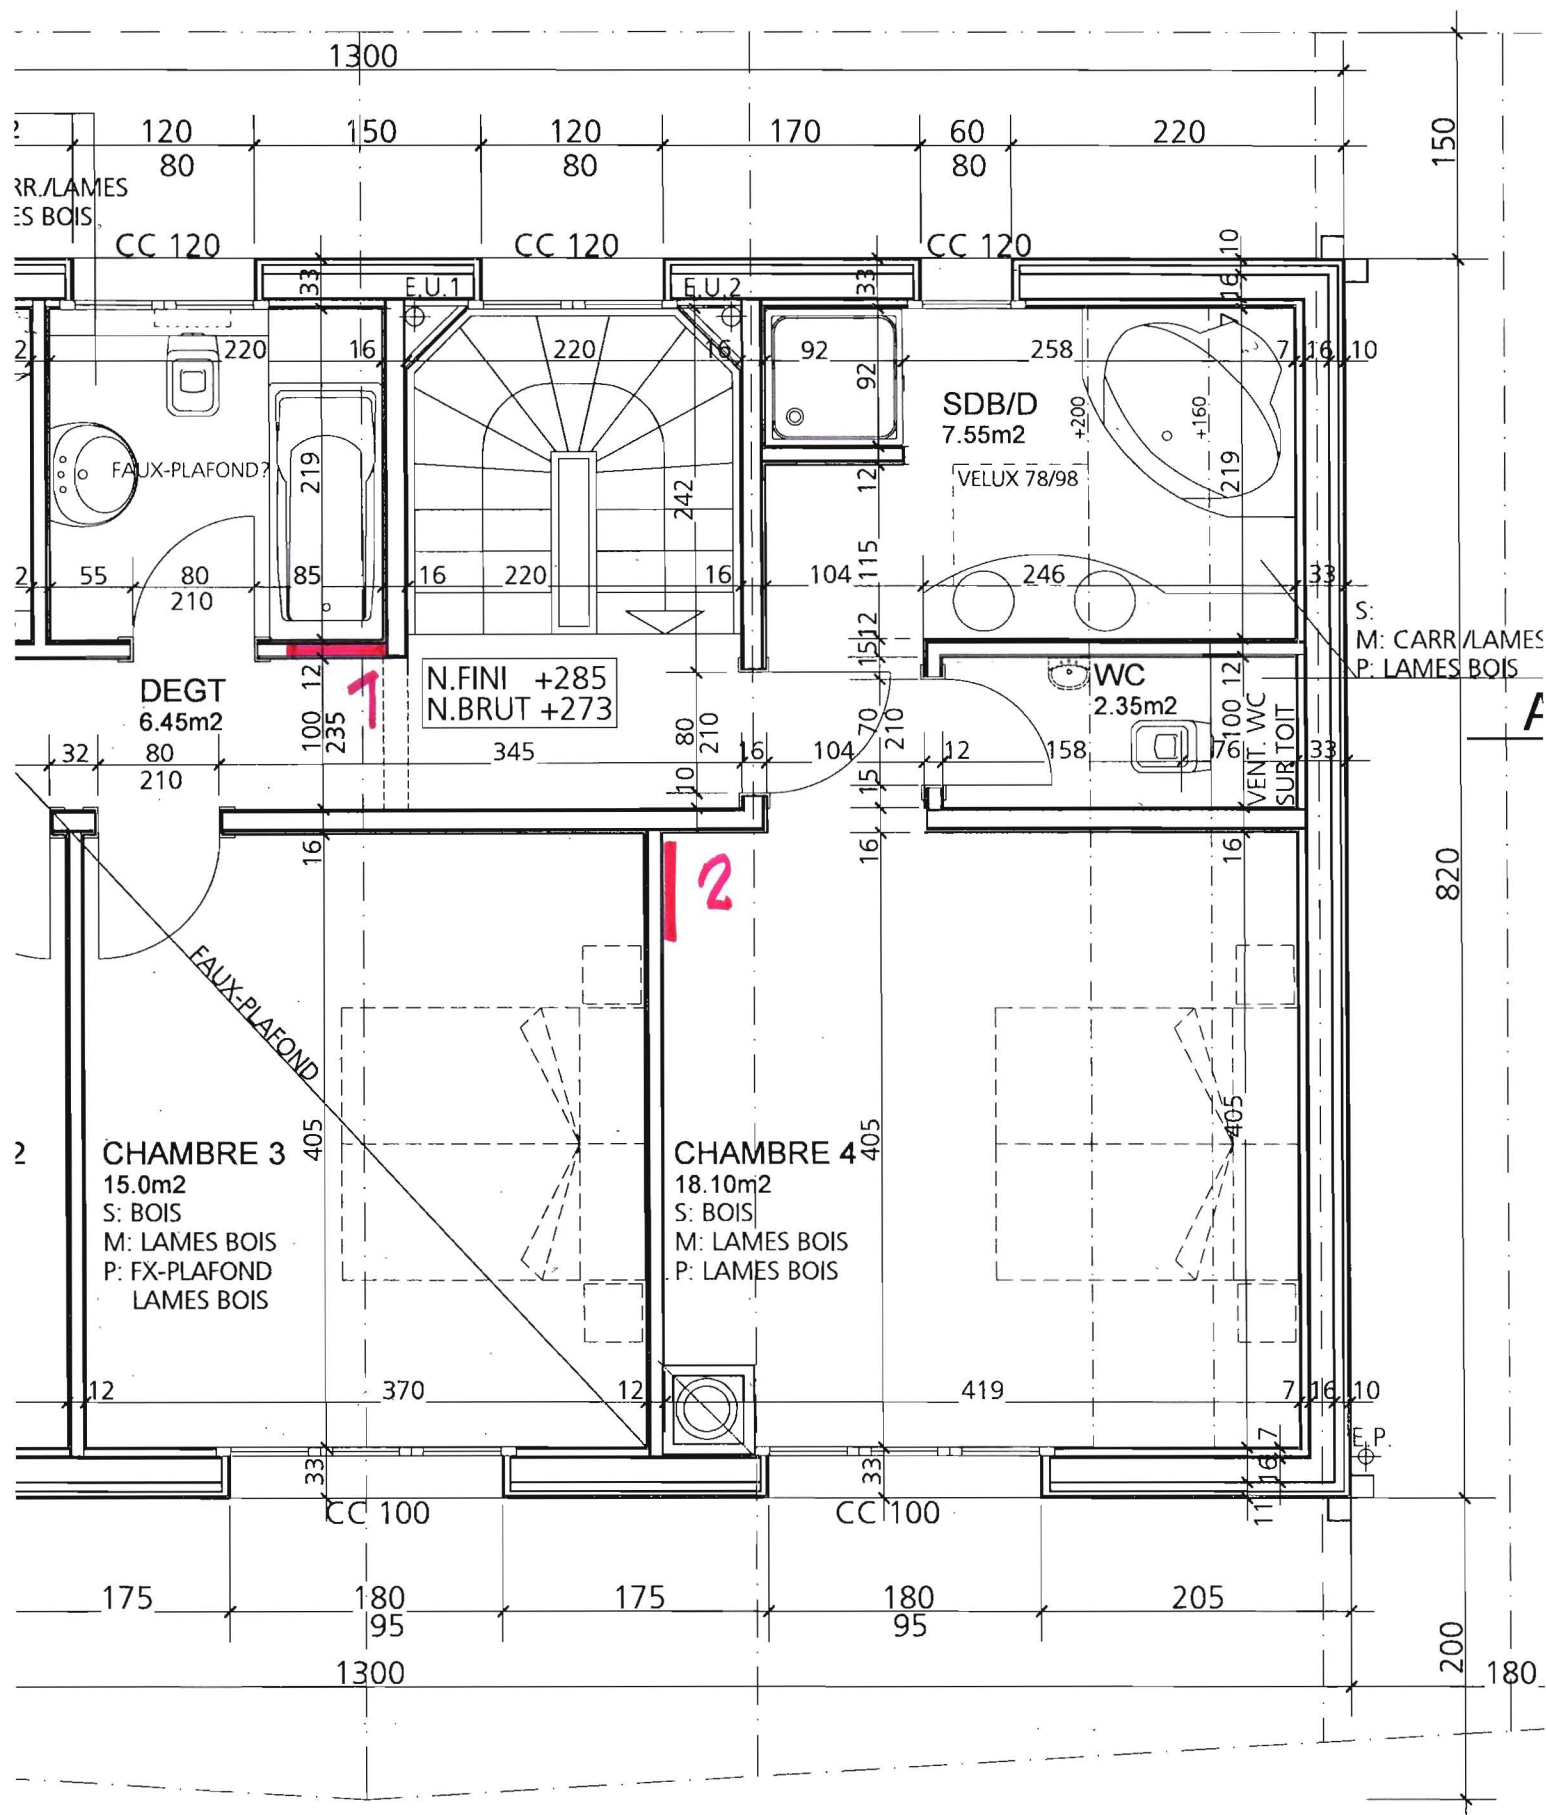 1300
120 150 120 170 60 220
80 80 80
150
RR./LAMES
ES BOIS
CC 120 CC 120 CC 120
10
33 E.U.1 E.U.2 33 16
7
2 220 16 220 16 92 258 7 16 10
92
SDB/D
7.55m2
+200 +160
FAUX-PLAFOND?
219 242 12 VELUX 78/98 219
115
2 55 80 85 16 220 16 104 246 33
210
S:
M: CARR/LAMES
P: LAMES BOIS
12
15
12 1 N.FINI +285
N.BRUT +273
DEGT
6.45m2
WC
2.35m2
12
100
235
80
210
70
210
100
VENT. WC
SUR TOIT
A
32 80 345 16 104 12 158 76 33
210
10 15
16 16 16
2
820
FAUX-PLAFOND
405 405 405
2 CHAMBRE 3
15.0m2
S: BOIS
M: LAMES BOIS
P: FX-PLAFOND
LAMES BOIS
CHAMBRE 4
18.10m2
S: BOIS
M: LAMES BOIS
P: LAMES BOIS
12 370 12 419 7 16 10
E.P.
7
33 33 16
11
CC 100 CC 100
175 180 175 180 205
95 95
200
1300 180